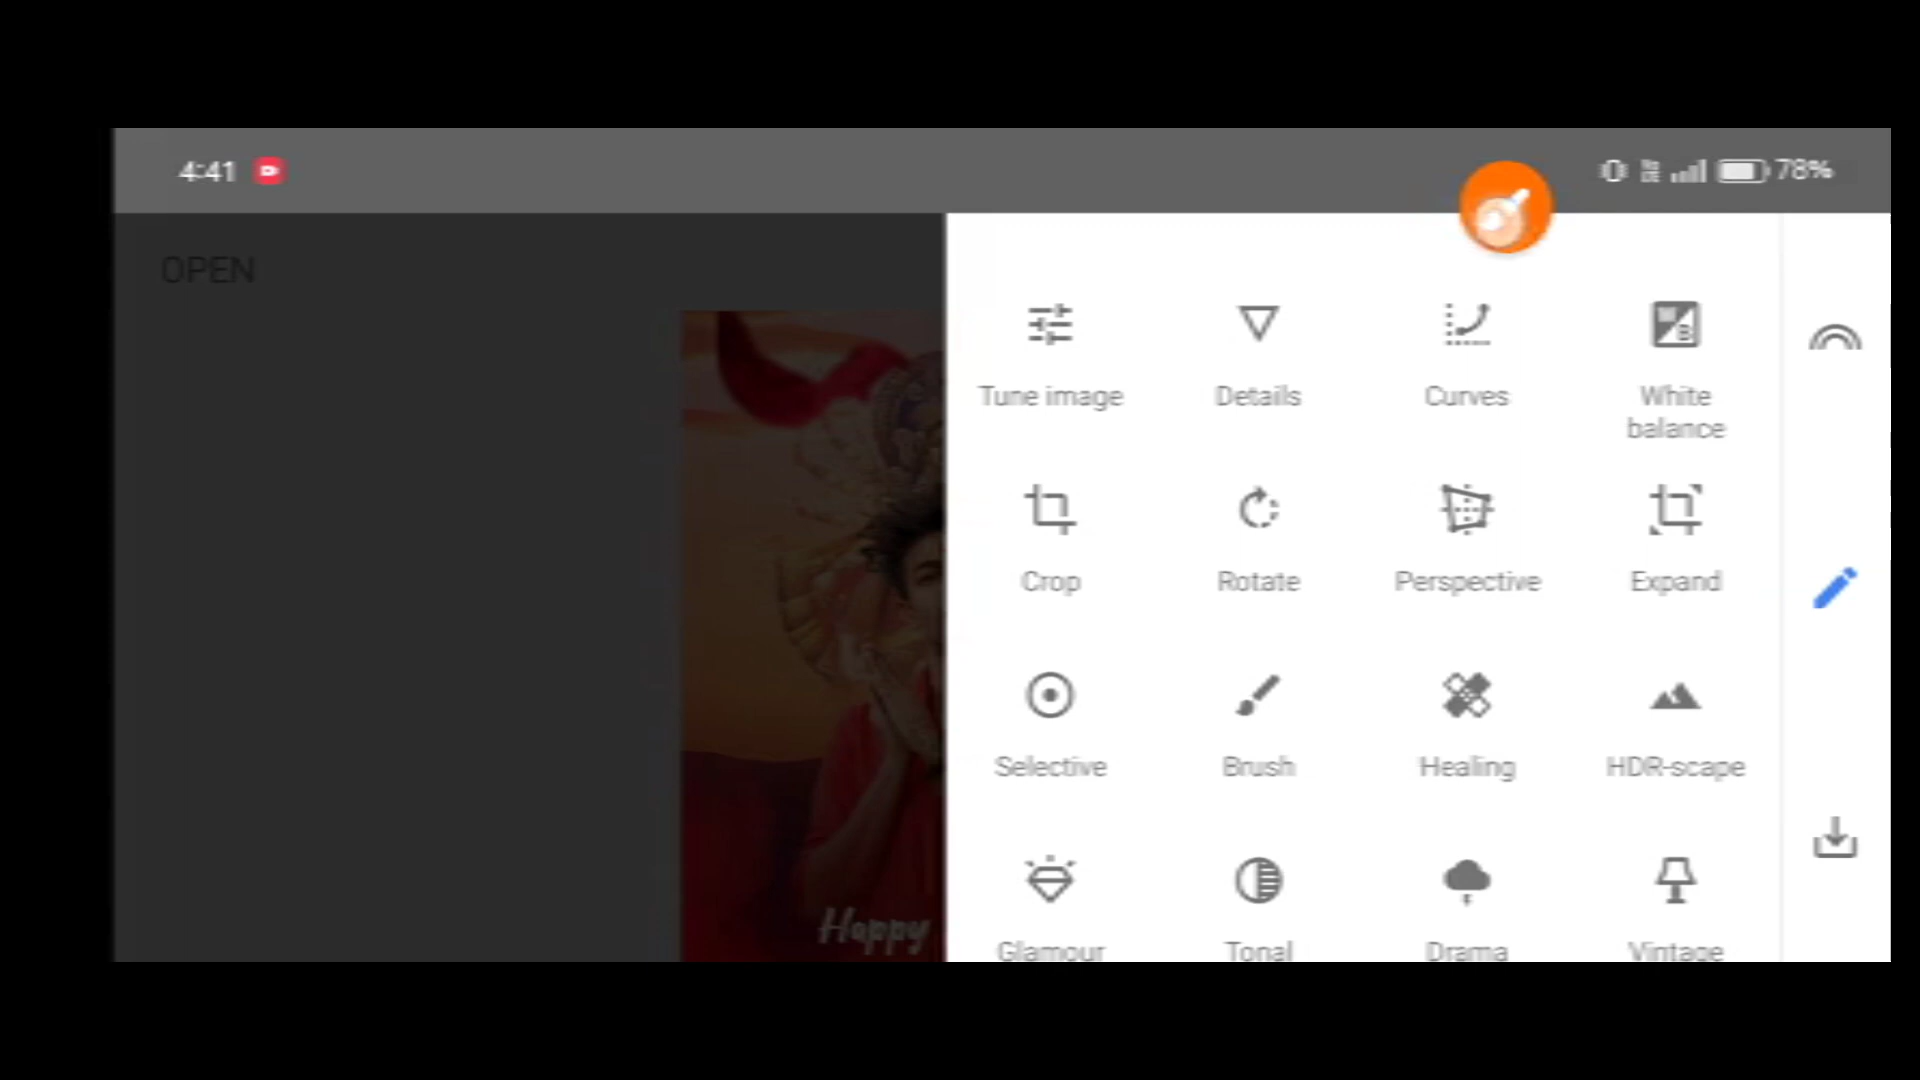 4:41
78%
OPEN
Tune image
Details
Curves
White
balance
Crop
Rotate
Perspective
Expand
Selective
Brush
Healing
HDR-scape
Happy
Glamour
Tonal
Drama
Vintage